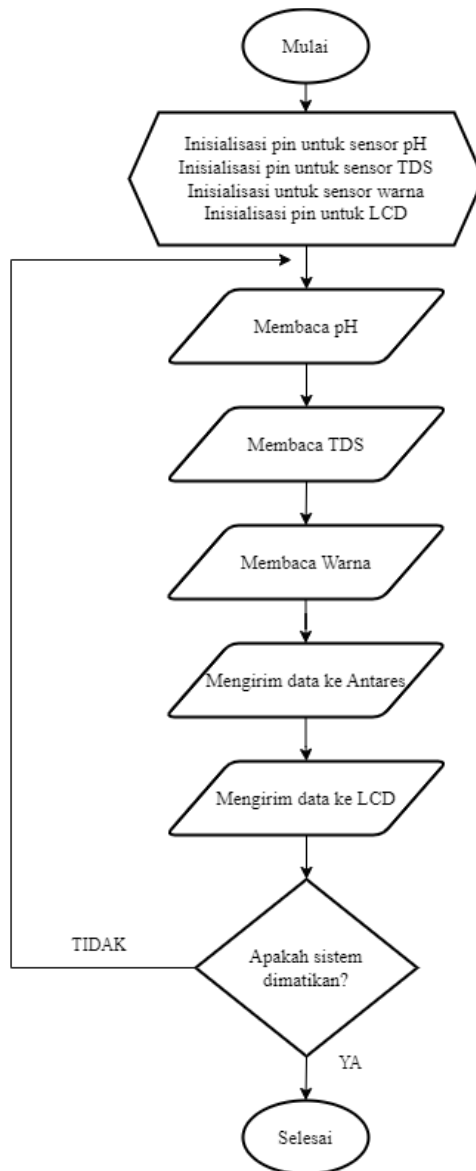 Mulai
Inisialisasi pin untuk sensor pH
Inisialisasi pin untuk sensor TDS
Inisialisasi untuk sensor warna
Inisialisasi pin untuk LCD
Membaca pH
Membaca TDS
Membaca Warna
Mengirim data ke Antares
Mengirim data ke LCD
Apakah sistem
dimatikan?
TIDAK
YA
Selesai